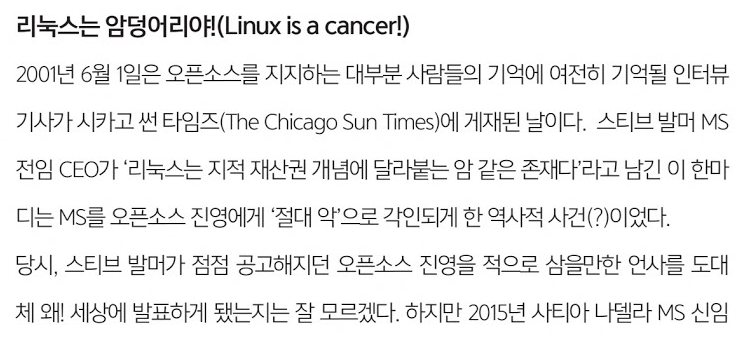 리눅스는 암덩어리야!(Linux is a cancer!)
2001년 6월 1일은 오픈소스를 지지하는 대부분 사람들의 기억에 여전히 기억될 인터뷰
기사가 시카고 썬 타임즈(The Chicago Sun Times)에 게재된 날이다. 스티브 발머 MS
전임 CEO가 ‘리눅스는 지적 재산권 개념에 달라붙는 암 같은 존재다’라고 남긴 이 한마
디는 MS를 오픈소스 진영에게 ‘절대 악’으로 각인되게 한 역사적 사건(?)이었다.
당시, 스티브 발머가 점점 공고해지던 오픈소스 진영을 적으로 삼을만한 언사를 도대
체 왜! 세상에 발표하게 됐는지는 잘 모르겠다. 하지만 2015년 사티아 나델라 MS 신임